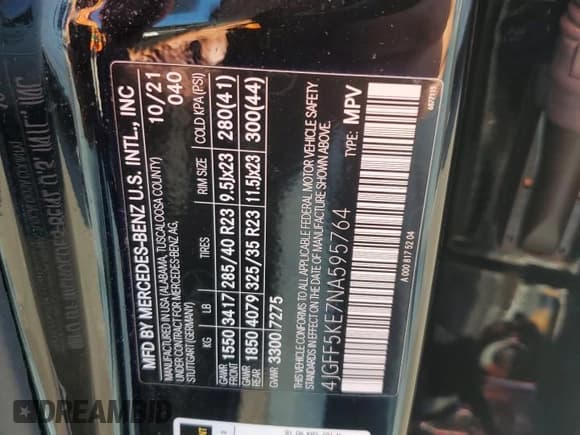 MFD BY MERCEDES-BENZ U.S. INTL., INC
MANUFACTURED IN USA (ALABAMA, TUSCALOOSA COUNTY)
UNDER CONTRACT FOR MERCEDES-BENZ AG,
STUTTGART (GERMANY)
10/21
040
KG LB TIRES RIM SIZE COLD KPA (PSI)
GAWR FRONT 1550 3417 285/40 R23 9.5Jx23 280(41)
GAWR REAR 1850 4079 325/35 R23 11.5Jx23 300(44)
GVWR 3300 7275
THIS VEHICLE CONFORMS TO ALL APPLICABLE FEDERAL MOTOR VEHICLE SAFETY
STANDARDS IN EFFECT ON THE DATE OF MANUFACTURE SHOWN ABOVE.
4JGFF5KE7NA595764 TYPE: MPV
A 000 817 52 04
DREAMBID